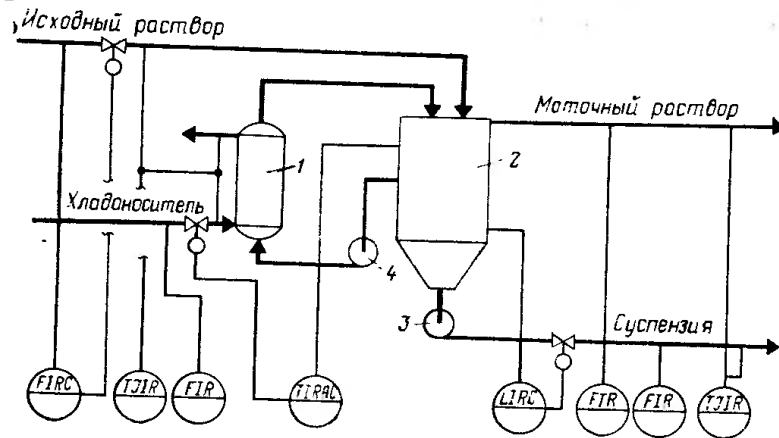 Исходный раствор
Маточный раствор
1
2
Хладоноситель
4
3
Суспензия
FIRC
TJIR
FIR
TIRAC
LIRC
FIR
FIR
TJIR